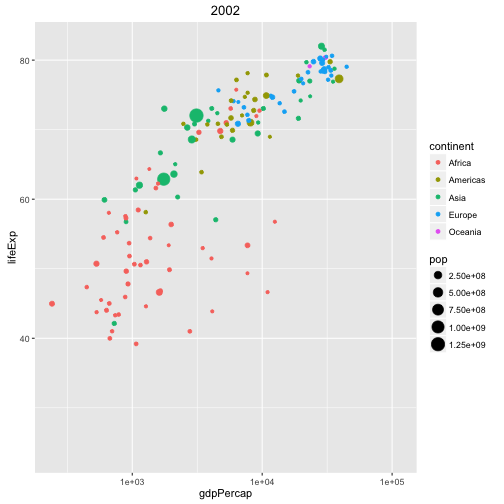 2002
80
60
40
lifeExp
1e+03
1e+04
1e+05
gdpPercap
continent
Africa
Americas
Asia
Europe
Oceania
pop
2.50e+08
5.00e+08
7.50e+08
1.00e+09
1.25e+09